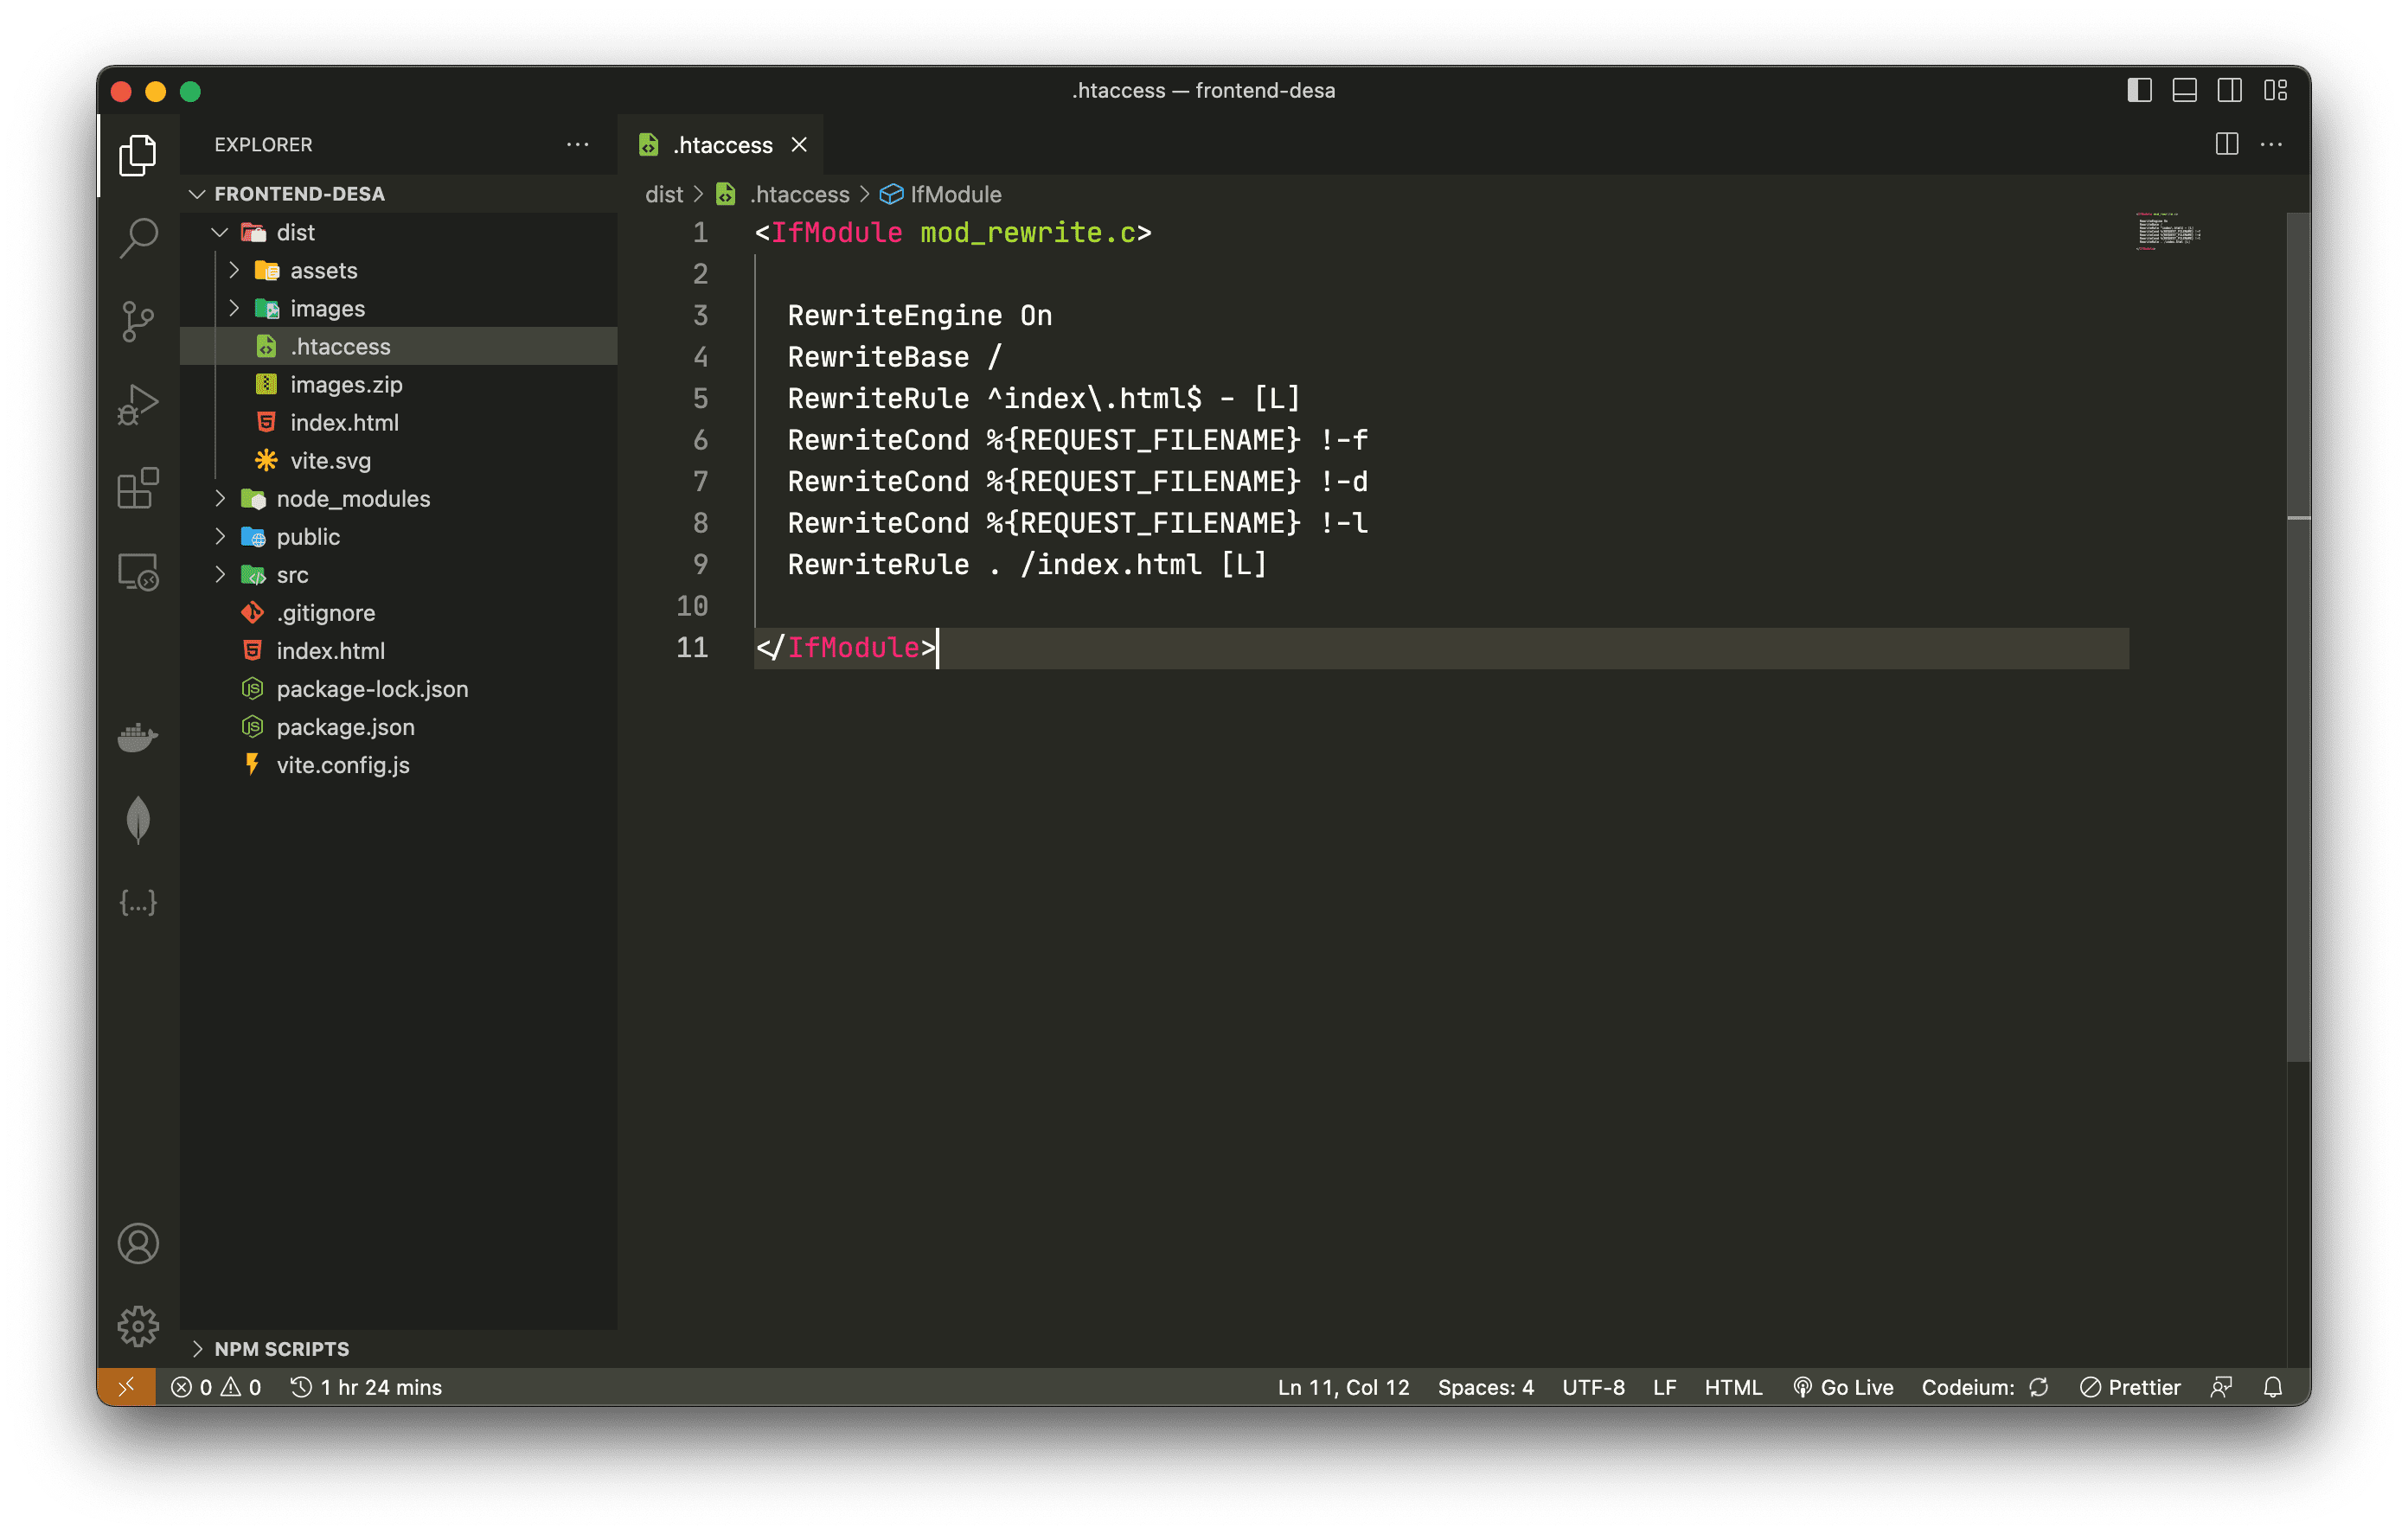 .htaccess — frontend-desa
EXPLORER
.htaccess
FRONTEND-DESA
dist
assets
images
.htaccess
images.zip
index.html
vite.svg
node_modules
public
src
.gitignore
index.html
package-lock.json
package.json
vite.config.js
NPM SCRIPTS
dist > .htaccess > IfModule
1 <IfModule mod_rewrite.c>
2
3 RewriteEngine On
4 RewriteBase /
5 RewriteRule ^index\.html$ - [L]
6 RewriteCond %{REQUEST_FILENAME} !-f
7 RewriteCond %{REQUEST_FILENAME} !-d
8 RewriteCond %{REQUEST_FILENAME} !-l
9 RewriteRule . /index.html [L]
10
11 </IfModule>
0 0 1 hr 24 mins Ln 11, Col 12 Spaces: 4 UTF-8 LF HTML Go Live Codeium: Prettier